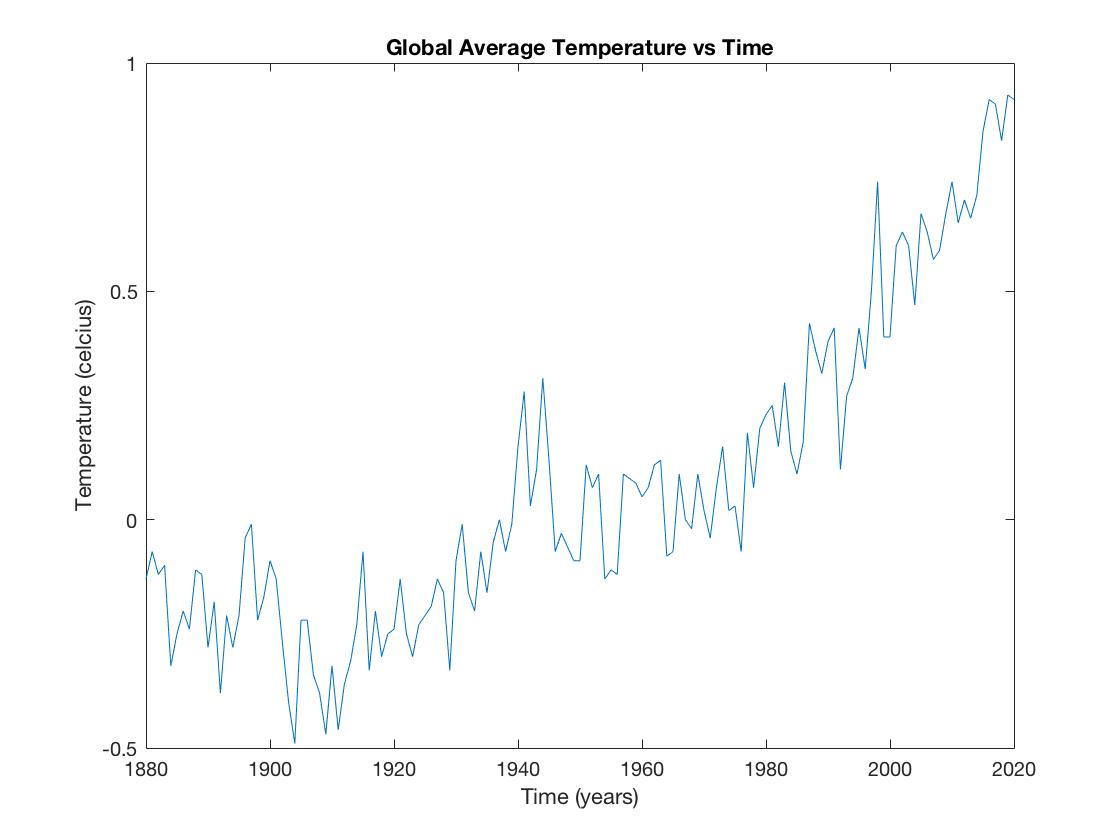 Global Average Temperature vs Time
1
0.5
0
-0.5
Temperature (celcius)
1880 1900 1920 1940 1960 1980 2000 2020
Time (years)